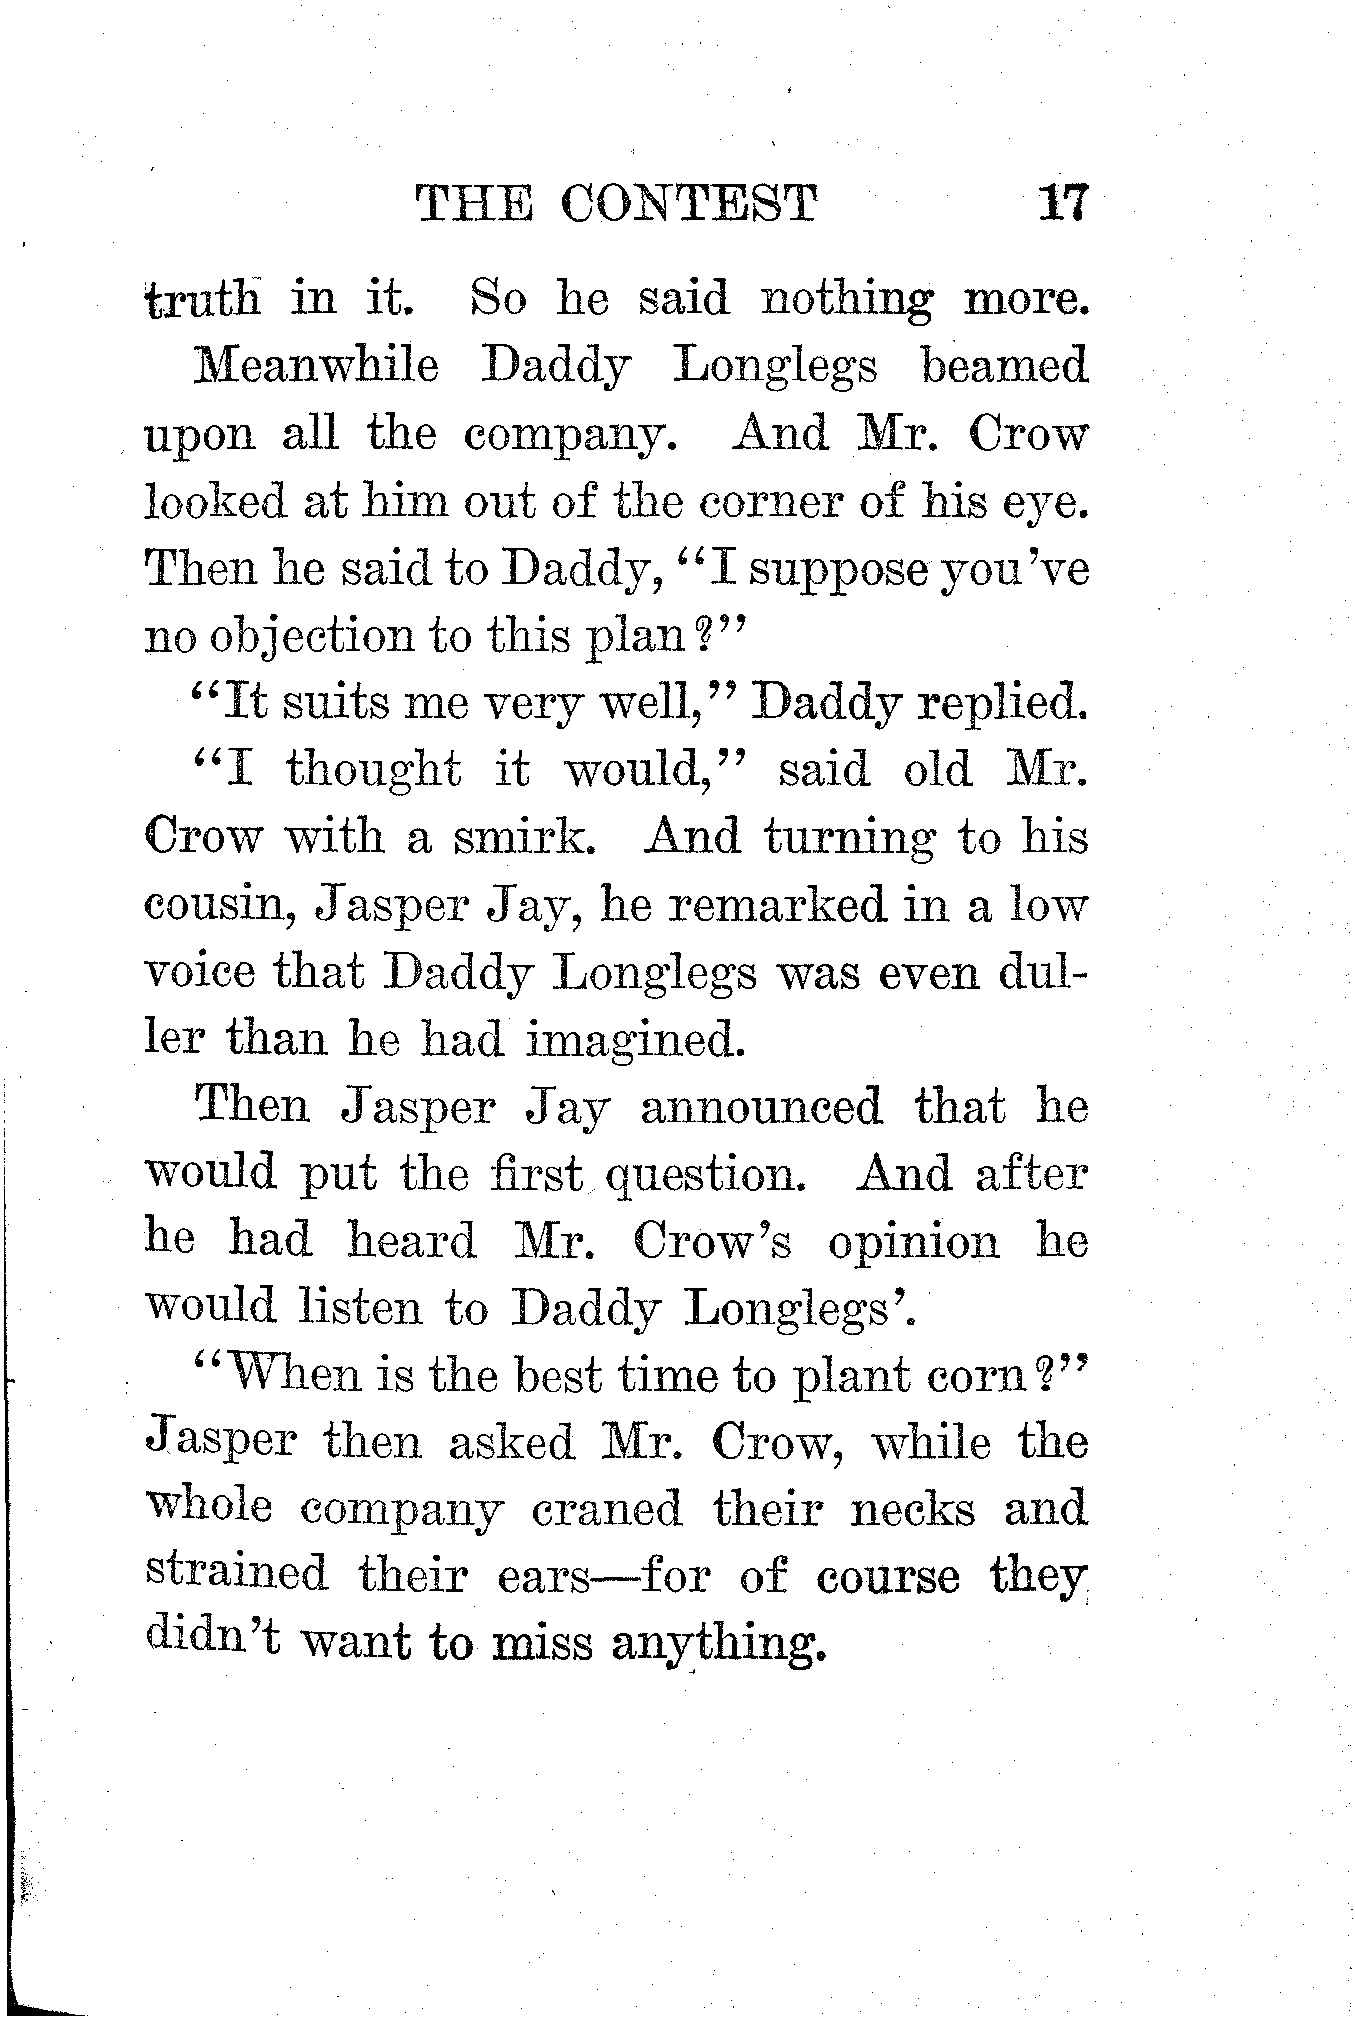 THE CONTEST 17
truth in it. So he said nothing more.
Meanwhile Daddy Longlegs beamed
upon all the company. And Mr. Crow
looked at him out of the corner of his eye.
Then he said to Daddy, "I suppose you've
no objection to this plan?"
"It suits me very well," Daddy replied.
"I thought it would," said old Mr.
Crow with a smirk. And turning to his
cousin, Jasper Jay, he remarked in a low
voice that Daddy Longlegs was even dul-
ler than he had imagined.
Then Jasper Jay announced that he
would put the first question. And after
he had heard Mr. Crow's opinion he
would listen to Daddy Longlegs'.
"When is the best time to plant corn?"
Jasper then asked Mr. Crow, while the
whole company craned their necks and
strained their ears—for of course they
didn't want to miss anything.